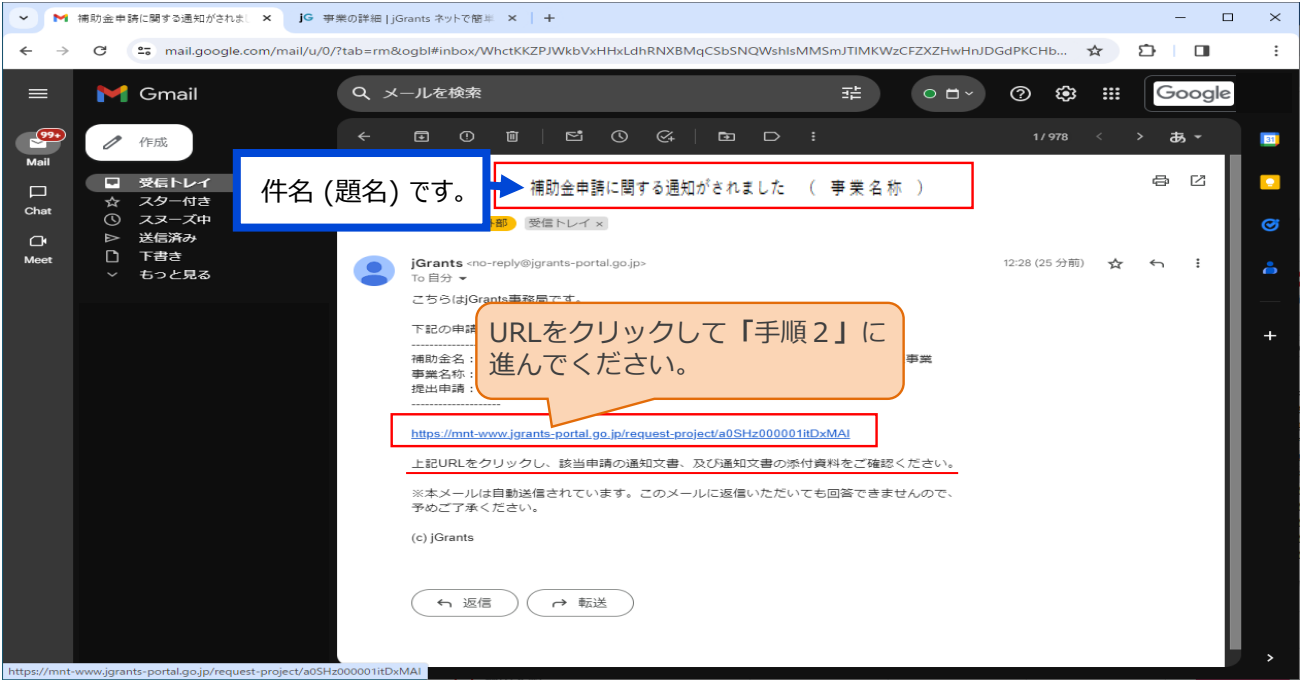 補助金申請に関する通知がされま
jG 事業の詳細 | jGrants ネットで簡単
mail.google.com/mail/u/0/?tab=rm&ogbl#inbox/WhctKKZPJWkbVxHHxLdhRNXBMqCSbSNQWshlsMMSmJTlMKWzCFZXZHwHnJDGdPKCHb...
Gmail
メールを検索
Google
99+
Mail
Chat
Meet
作成
受信トレイ
スター付き
スヌーズ中
送信済み
下書き
もっと見る
1 / 978
あ
31
件名 (題名) です。
補助金申請に関する通知がされました ( 事業名称 )
部 受信トレイ ×
jGrants <no-reply@jgrants-portal.go.jp>
12:28 (25 分前)
To 自分
こちらはjGrants事務局です。
下記の申請
URLをクリックして「手順２」に
進んでください。
--------------------
補助金名：
事業
事業名称：
提出申請：
--------------------
https://mnt-www.jgrants-portal.go.jp/request-project/a0SHz000001itDxMAI
上記URLをクリックし、該当申請の通知文書、及び通知文書の添付資料をご確認ください。
※本メールは自動送信されています。このメールに返信いただいても回答できませんので、
予めご了承ください。
(c) jGrants
返信
転送
https://mnt-www.jgrants-portal.go.jp/request-project/a0SHz000001itDxMAI